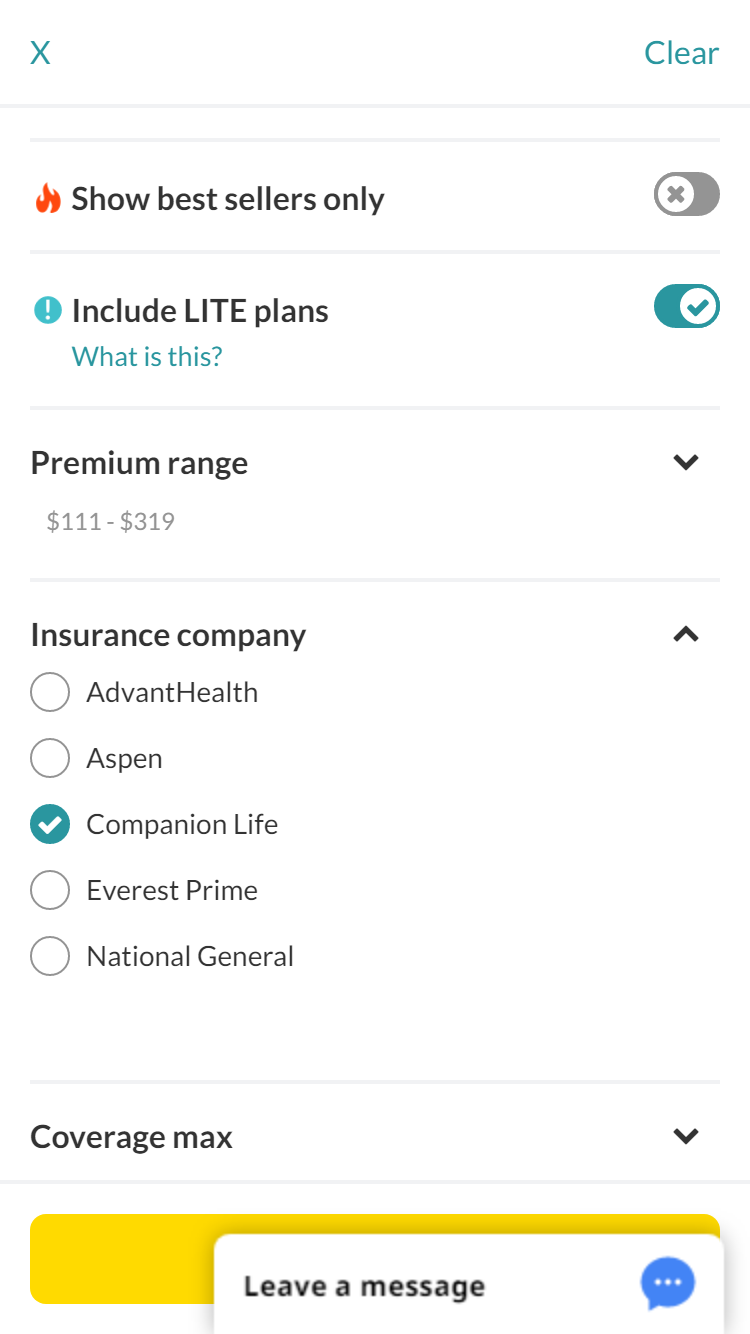 X
Clear
Show best sellers only
Include LITE plans
What is this?
Premium range
$111 - $319
Insurance company
AdvantHealth
Aspen
Companion Life
Everest Prime
National General
Coverage max
Leave a message